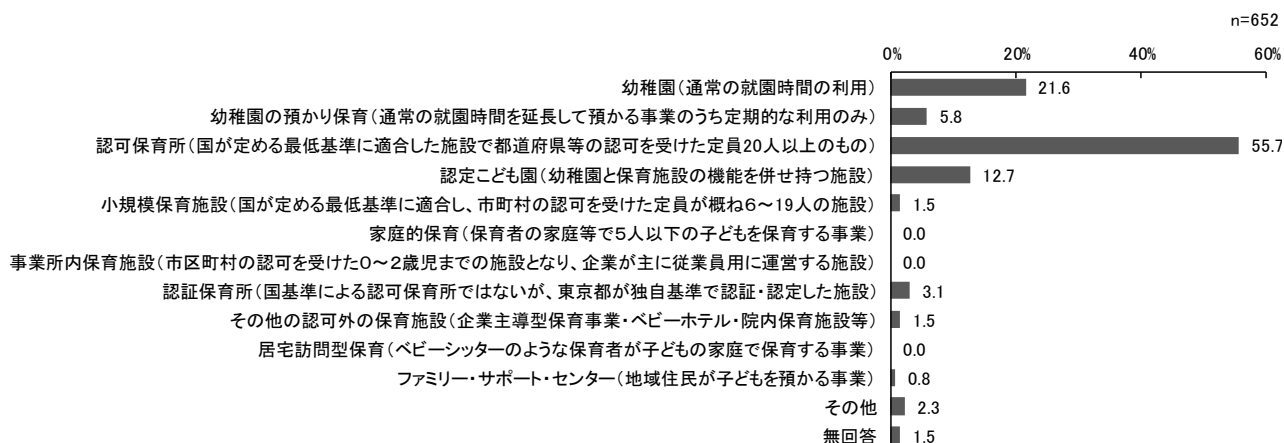 n=652
0% 20% 40% 60%
幼稚園(通常の就園時間の利用) 21.6
幼稚園の預かり保育(通常の就園時間を延長して預かる事業のうち定期的な利用のみ) 5.8
認可保育所(国が定める最低基準に適合した施設で都道府県等の認可を受けた定員20人以上のもの) 55.7
認定こども園(幼稚園と保育施設の機能を併せ持つ施設) 12.7
小規模保育施設(国が定める最低基準に適合し、市町村の認可を受けた定員が概ね6~19人の施設) 1.5
家庭的保育(保育者の家庭等で5人以下の子どもを保育する事業) 0.0
事業所内保育施設(市区町村の認可を受けた0~2歳児までの施設となり、企業が主に従業員用に運営する施設) 0.0
認証保育所(国基準による認可保育所ではないが、東京都が独自基準で認証・認定した施設) 3.1
その他の認可外の保育施設(企業主導型保育事業・ベビーホテル・院内保育施設等) 1.5
居宅訪問型保育(ベビーシッターのような保育者が子どもの家庭で保育する事業) 0.0
ファミリー・サポート・センター(地域住民が子どもを預かる事業) 0.8
その他 2.3
無回答 1.5